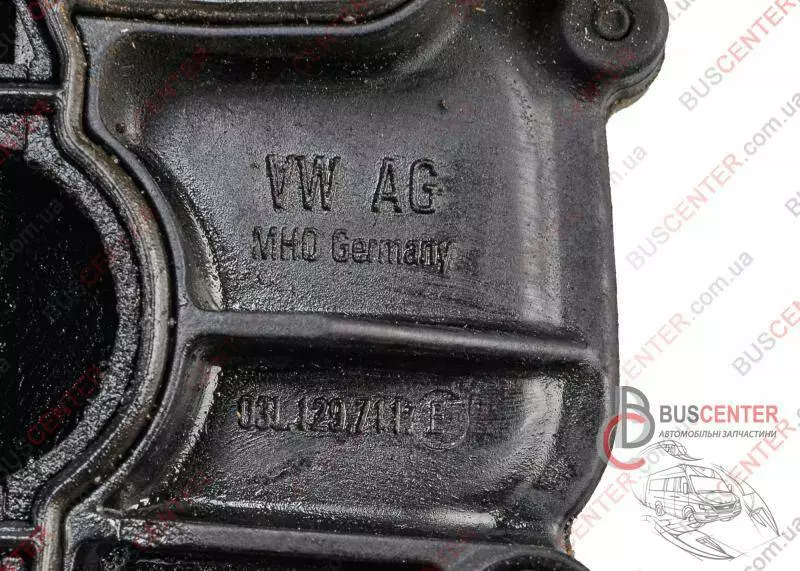 VW AG
MHO Germany
03L.129.711. E
BUSCENTER
АВТОМОБІЛЬНІ ЗАПЧАСТИНИ
BUSCENTER.com.ua